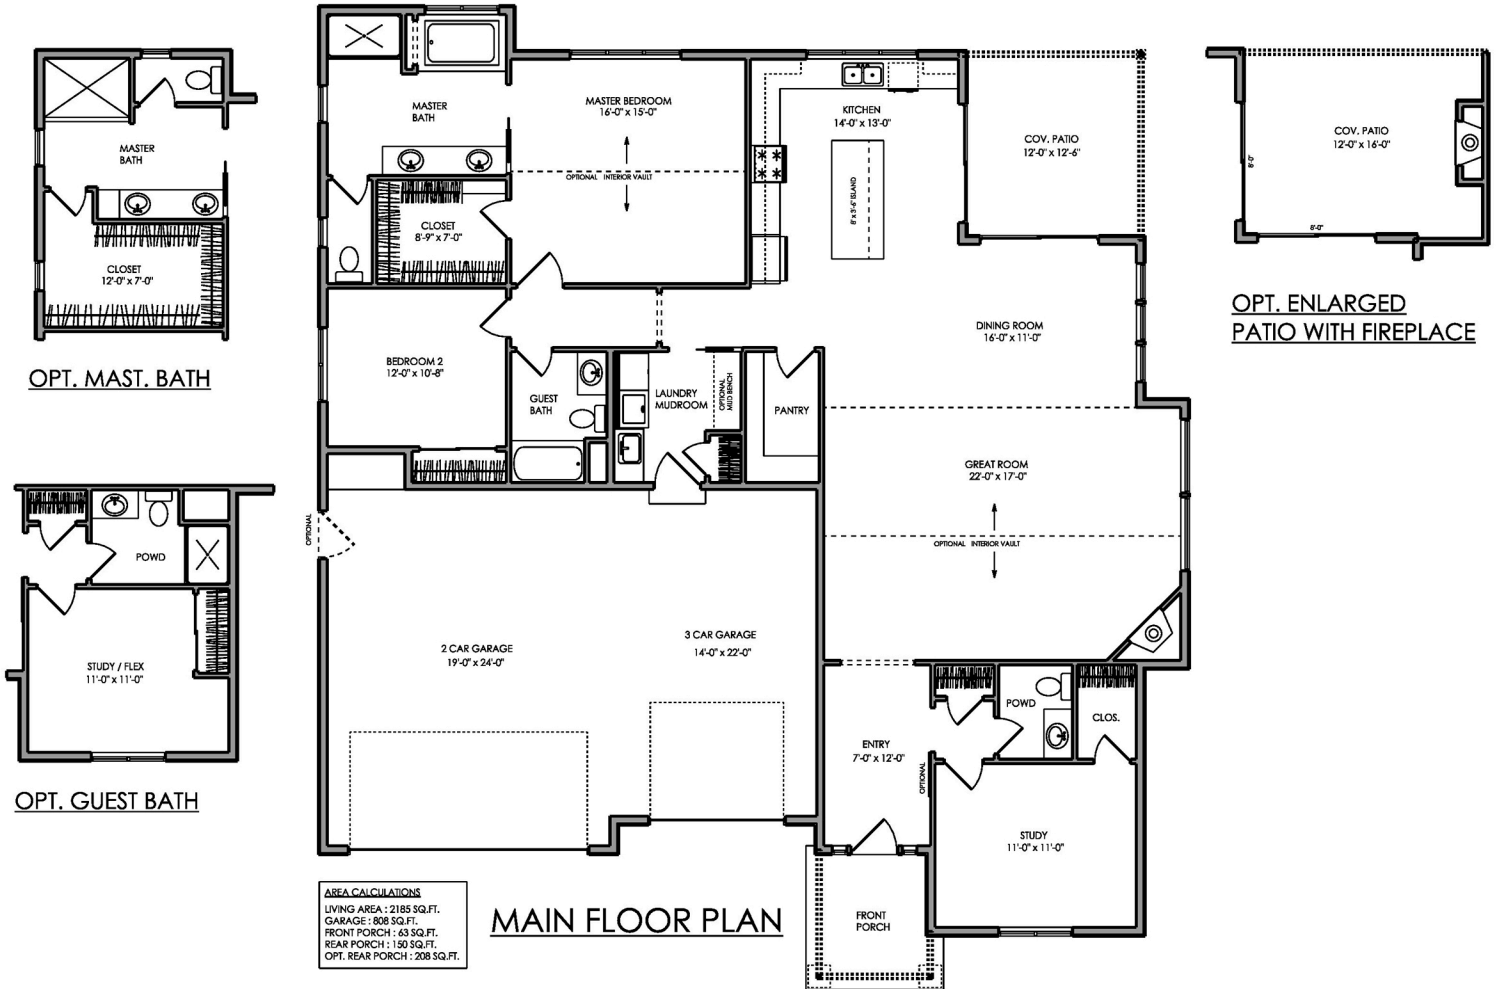 MASTER
BATH
CLOSET
12'-0" x 7'-0"
OPT. MAST. BATH
POWD
STUDY / FLEX
11'-0" x 11'-0"
OPT. GUEST BATH
MASTER
BATH
MASTER BEDROOM
16'-0" x 15'-0"
OPTIONAL INTERIOR VAULT
CLOSET
8'-9" x 7'-0"
KITCHEN
14'-0" x 13'-0"
8' x 3'-6" ISLAND
COV. PATIO
12'-0" x 12'-6"
BEDROOM 2
12'-0" x 10'-8"
GUEST
BATH
LAUNDRY
MUDROOM
OPTIONAL
MUD BENCH
PANTRY
DINING ROOM
16'-0" x 11'-0"
GREAT ROOM
22'-0" x 17'-0"
OPTIONAL INTERIOR VAULT
OPTIONAL
2 CAR GARAGE
19'-0" x 24'-0"
3 CAR GARAGE
14'-0" x 22'-0"
ENTRY
7'-0" x 12'-0"
OPTIONAL
POWD
CLOS.
STUDY
11'-0" x 11'-0"
FRONT
PORCH
COV. PATIO
12'-0" x 16'-0"
8'-0"
8'-0"
OPT. ENLARGED
PATIO WITH FIREPLACE
AREA CALCULATIONS
LIVING AREA : 2185 SQ.FT.
GARAGE : 808 SQ.FT.
FRONT PORCH : 63 SQ.FT.
REAR PORCH : 150 SQ.FT.
OPT. REAR PORCH : 208 SQ.FT.
MAIN FLOOR PLAN